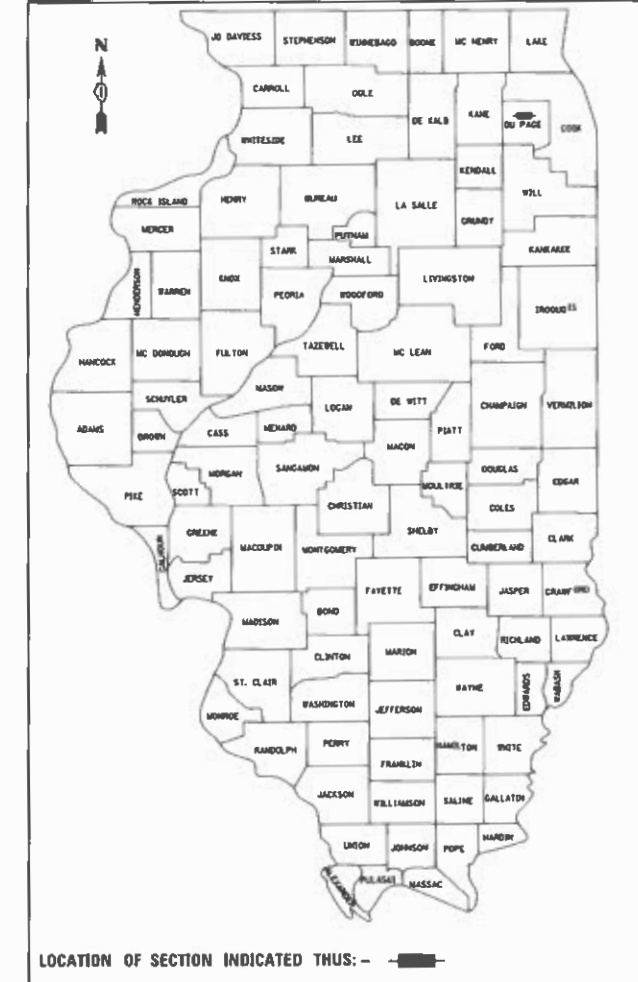 JO DAVIESS STEPHENSON WINNEBAGO BOONE MC HENRY LAKE
N
CARROLL OGLE
DE KALB KANE DU PAGE COOK
WHITESIDE LEE
KENDALL
ROCK ISLAND HENRY BUREAU LA SALLE WILL
MERCER GRUNDY
PUTNAM
STARK
KANKAKEE
MARSHALL
HENDERSON WARREN KNOX LIVINGSTON
PEORIA WOODFORD IROQUOIS
HANCOCK MC DONOUGH FULTON TAZEWELL MC LEAN FORD
MASON
SCHUYLER LOGAN DE WITT CHAMPAIGN VERMILION
ADAMS BROWN CASS MENARD PIATT
MACON
MORGAN SANGAMON DOUGLAS EDGAR
PIKE SCOTT MOULTRIE
CHRISTIAN COLES
GREENE SHELBY
CALHOUN MACOUPIN MONTGOMERY CUMBERLAND CLARK
JERSEY
FAYETTE EFFINGHAM JASPER CRAWFORD
MADISON BOND
CLAY RICHLAND LAWRENCE
CLINTON MARION
ST. CLAIR WAYNE EDWARDS WABASH
MONROE WASHINGTON JEFFERSON
RANDOLPH PERRY HAMILTON WHITE
FRANKLIN
JACKSON WILLIAMSON SALINE GALLATIN
UNION JOHNSON POPE HARDIN
ALEXANDER PULASKI MASSAC
LOCATION OF SECTION INDICATED THUS: -